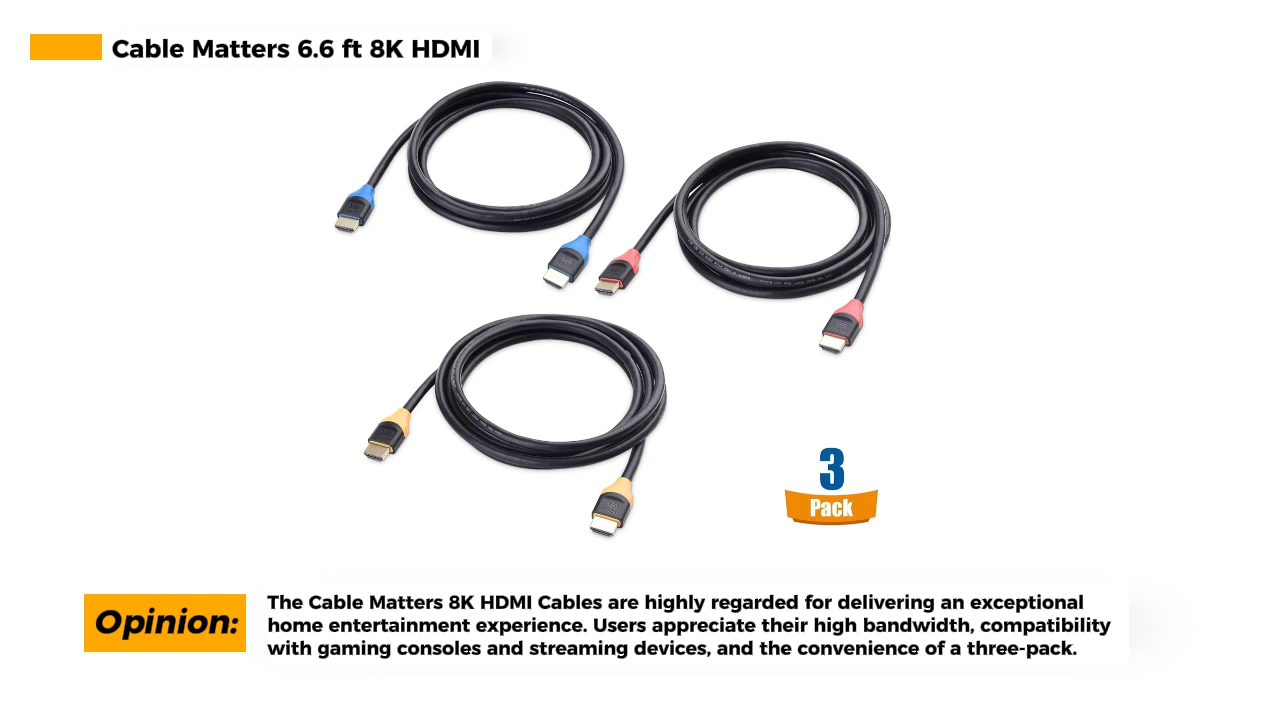 Cable Matters 6.6 ft 8K HDMI
3
Pack
Opinion:
The Cable Matters 8K HDMI Cables are highly regarded for delivering an exceptional
home entertainment experience. Users appreciate their high bandwidth, compatibility
with gaming consoles and streaming devices, and the convenience of a three-pack.